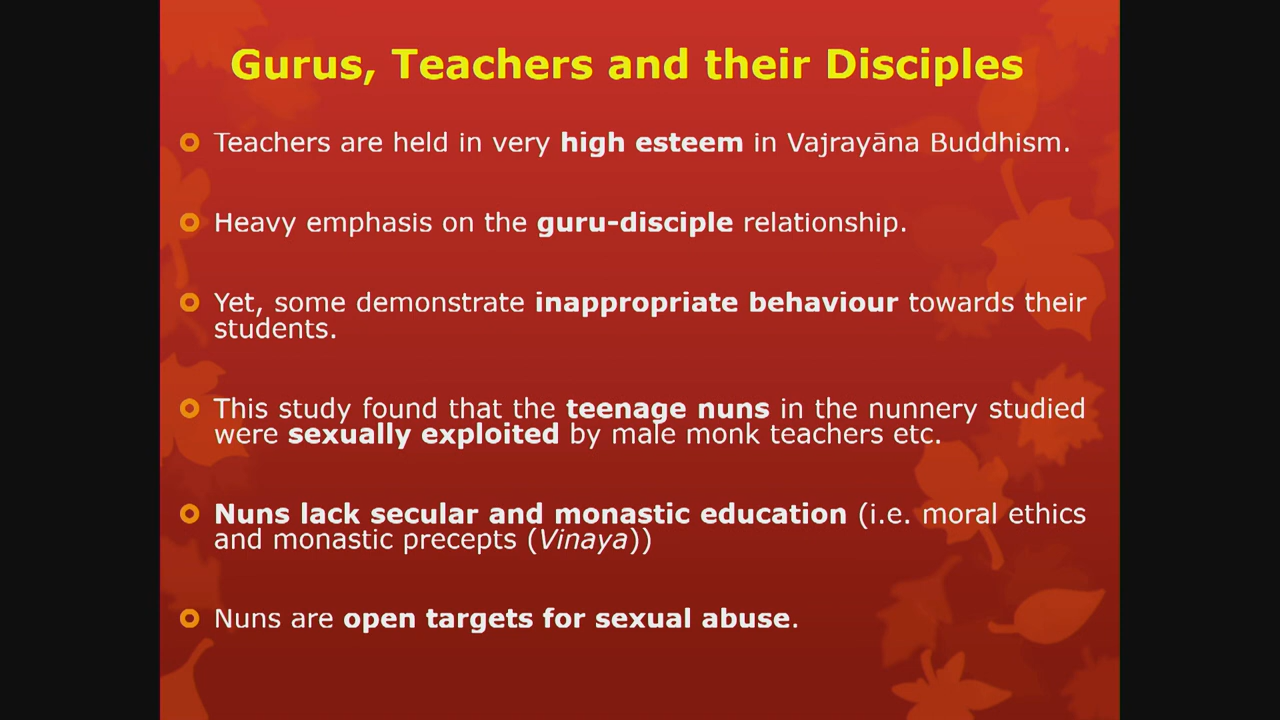 Gurus, Teachers and their Disciples
Teachers are held in very high esteem in Vajrayāna Buddhism.
Heavy emphasis on the guru-disciple relationship.
Yet, some demonstrate inappropriate behaviour towards their
students.
This study found that the teenage nuns in the nunnery studied
were sexually exploited by male monk teachers etc.
Nuns lack secular and monastic education (i.e. moral ethics
and monastic precepts (Vinaya))
Nuns are open targets for sexual abuse.